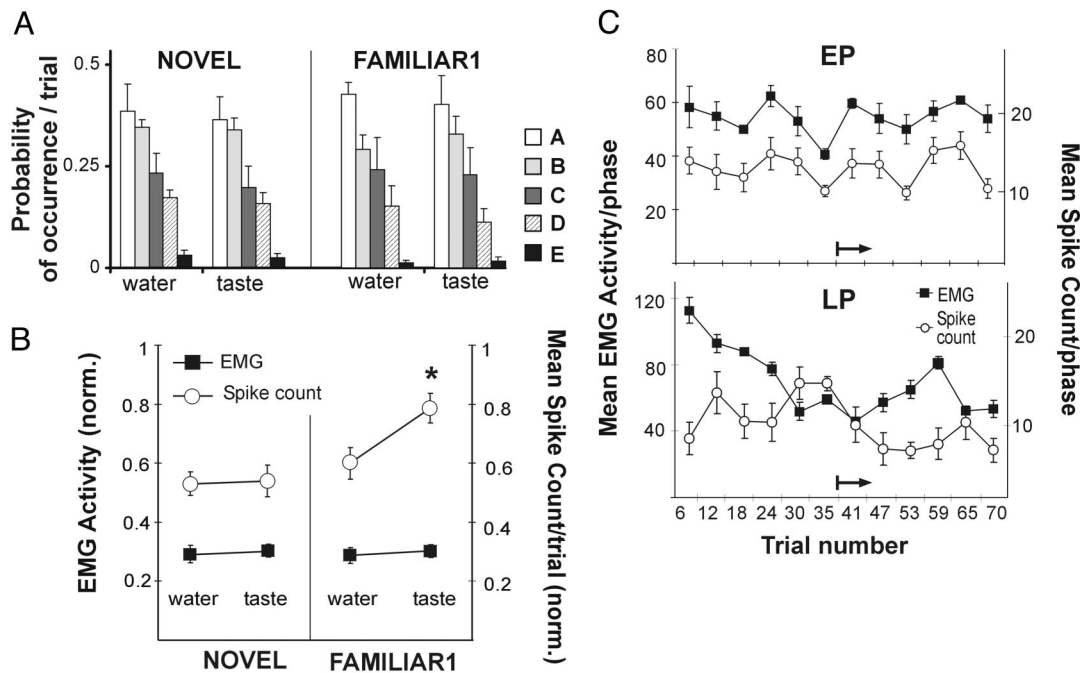 A
NOVEL
FAMILIAR1
Probability
of occurrence / trial
0.5
0.25
0
water
taste
water
taste
A
B
C
D
E
B
EMG Activity (norm.)
1
0.8
0.6
0.4
0.2
EMG
Spike count
*
1
0.8
0.6
0.4
0.2
Mean Spike
Count/trial (norm.)
water
taste
water
taste
NOVEL
FAMILIAR1
C
EP
80
60
40
20
20
10
Mean EMG Activity/phase
Mean Spike Count/phase
LP
120
80
40
EMG
Spike
count
20
10
6 12 18 24 30 35 41 47 53 59 65 70
Trial number